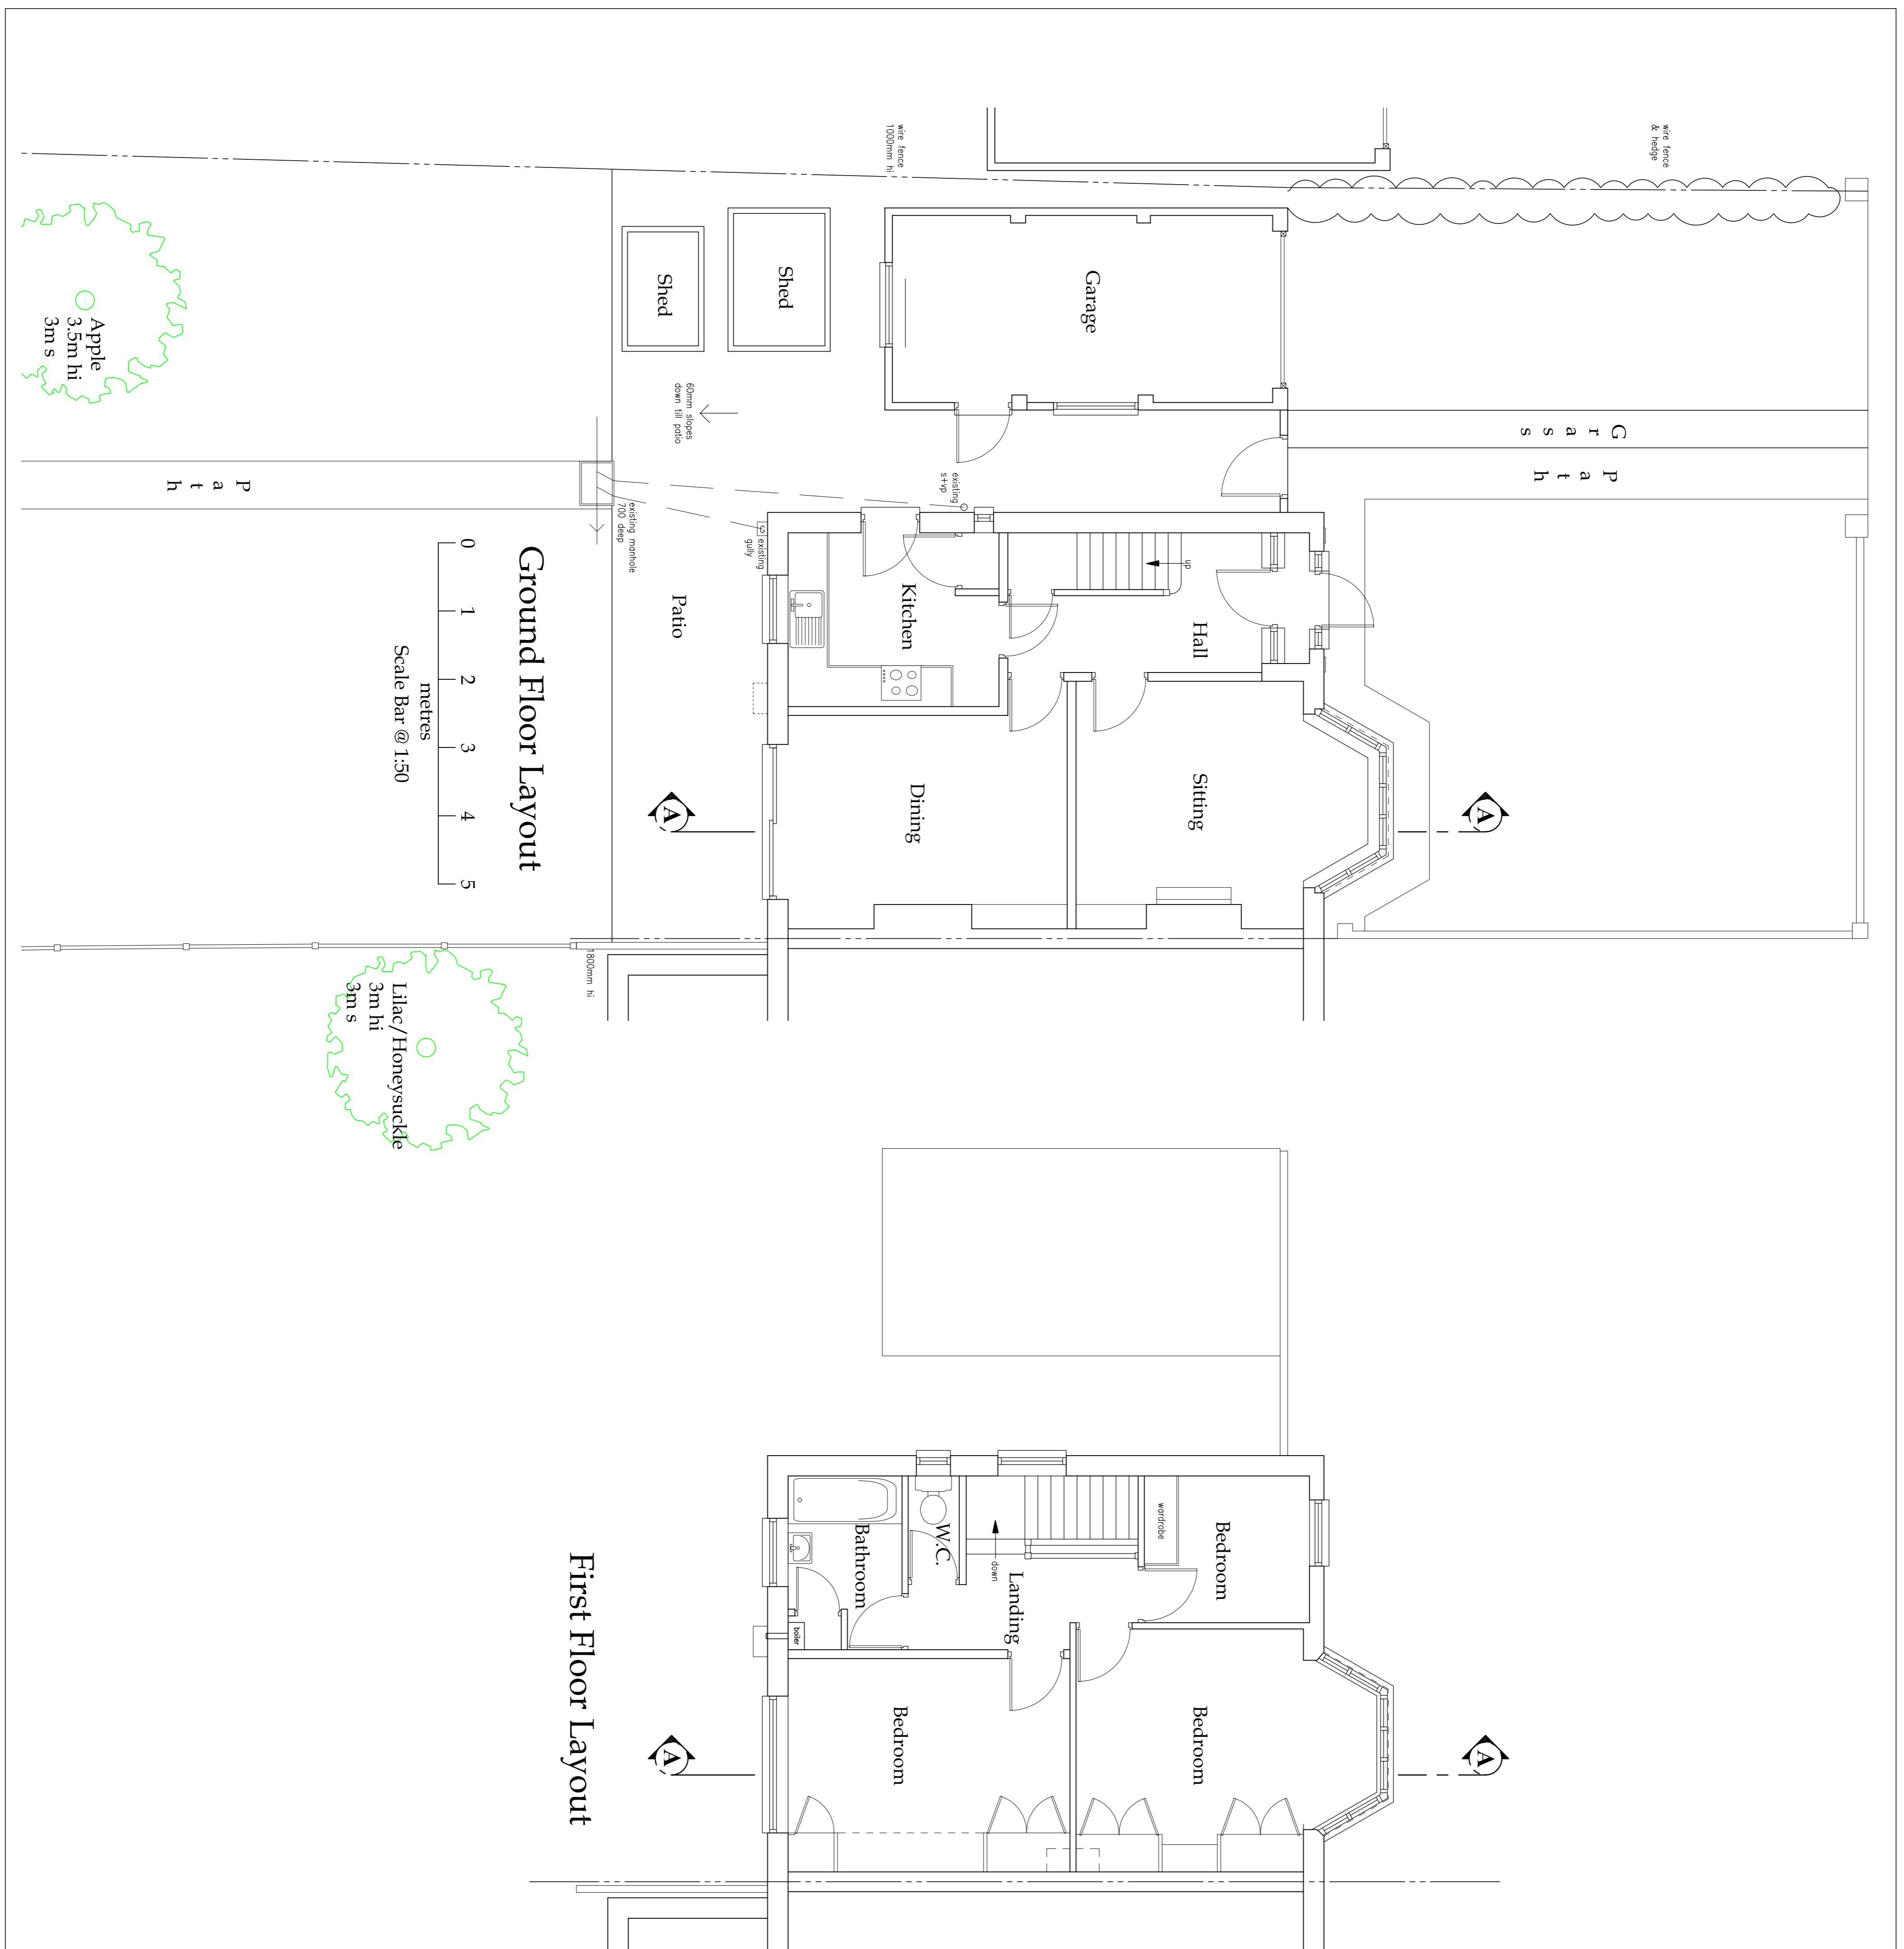 wire fence
& hedge
wire fence
1000mm hi
Garage
Shed
Shed
Apple
3.5m hi
3m s
60mm slopes
down till patio
G r a s s
P a t h
P a t h
existing
s+vp
existing manhole
700 deep
G
existing
gully
up
Hall
Kitchen
Patio
Sitting
Dining
A
A
Ground Floor Layout
0 1 2 3 4 5
metres
Scale Bar @ 1:50
1800mm hi
Lilac/Honeysuckle
3m hi
3m s
wardrobe
Bedroom
W.C.
Bathroom
down
Landing
boiler
Bedroom
Bedroom
A
A
First Floor Layout